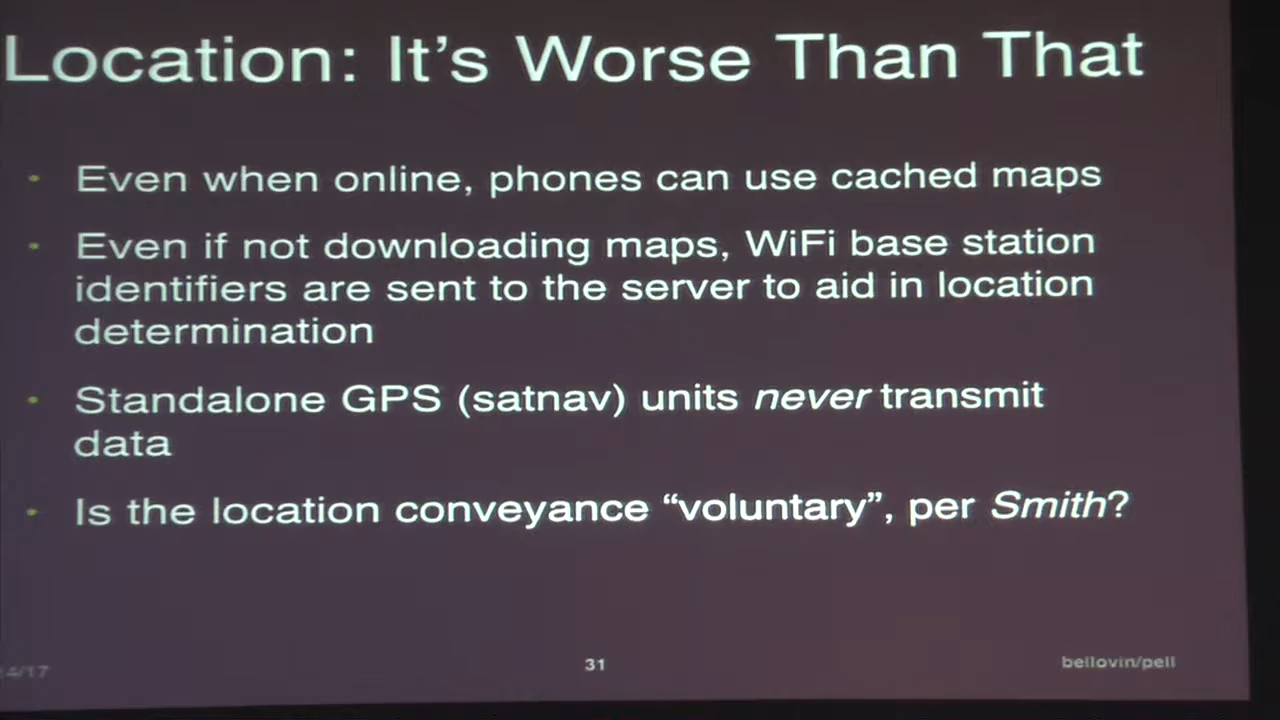 Location: It's Worse Than That
• Even when online, phones can use cached maps
• Even if not downloading maps, WiFi base station
identifiers are sent to the server to aid in location
determination
• Standalone GPS (satnav) units never transmit
data
• Is the location conveyance “voluntary”, per Smith?
4/17
31
bellovin/pell